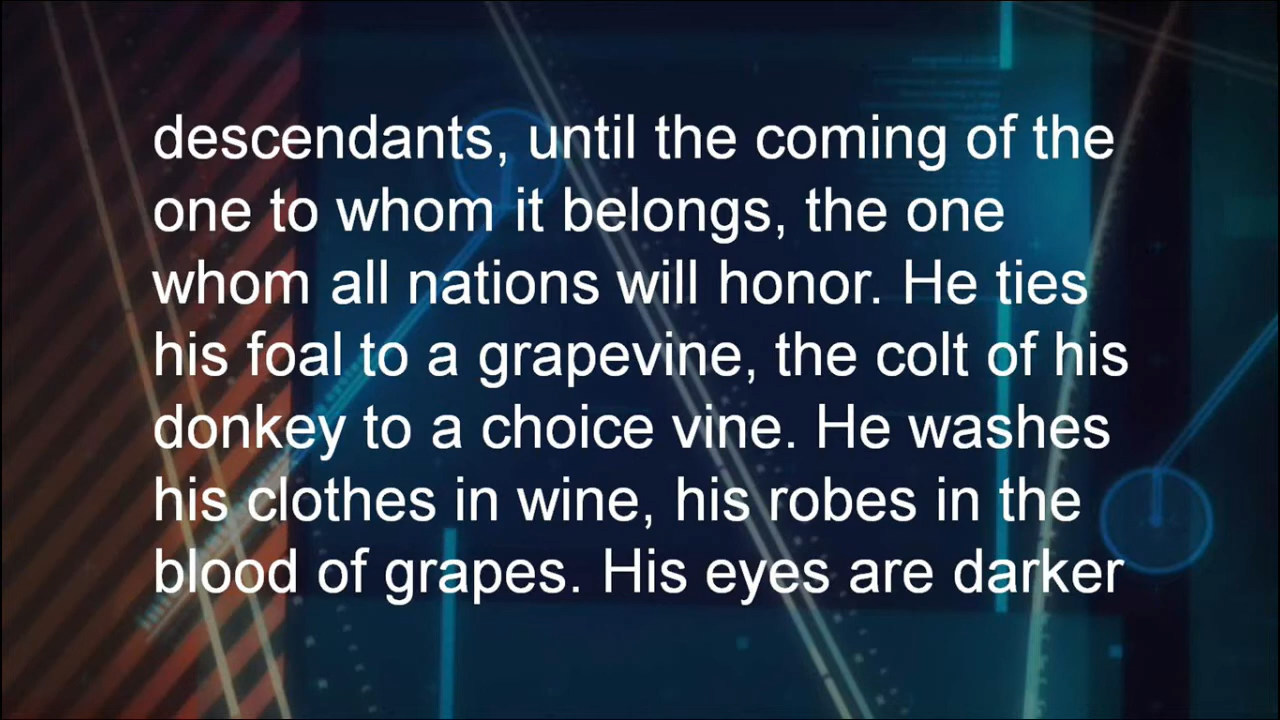 descendants, until the coming of the
one to whom it belongs, the one
whom all nations will honor. He ties
his foal to a grapevine, the colt of his
donkey to a choice vine. He washes
his clothes in wine, his robes in the
blood of grapes. His eyes are darker